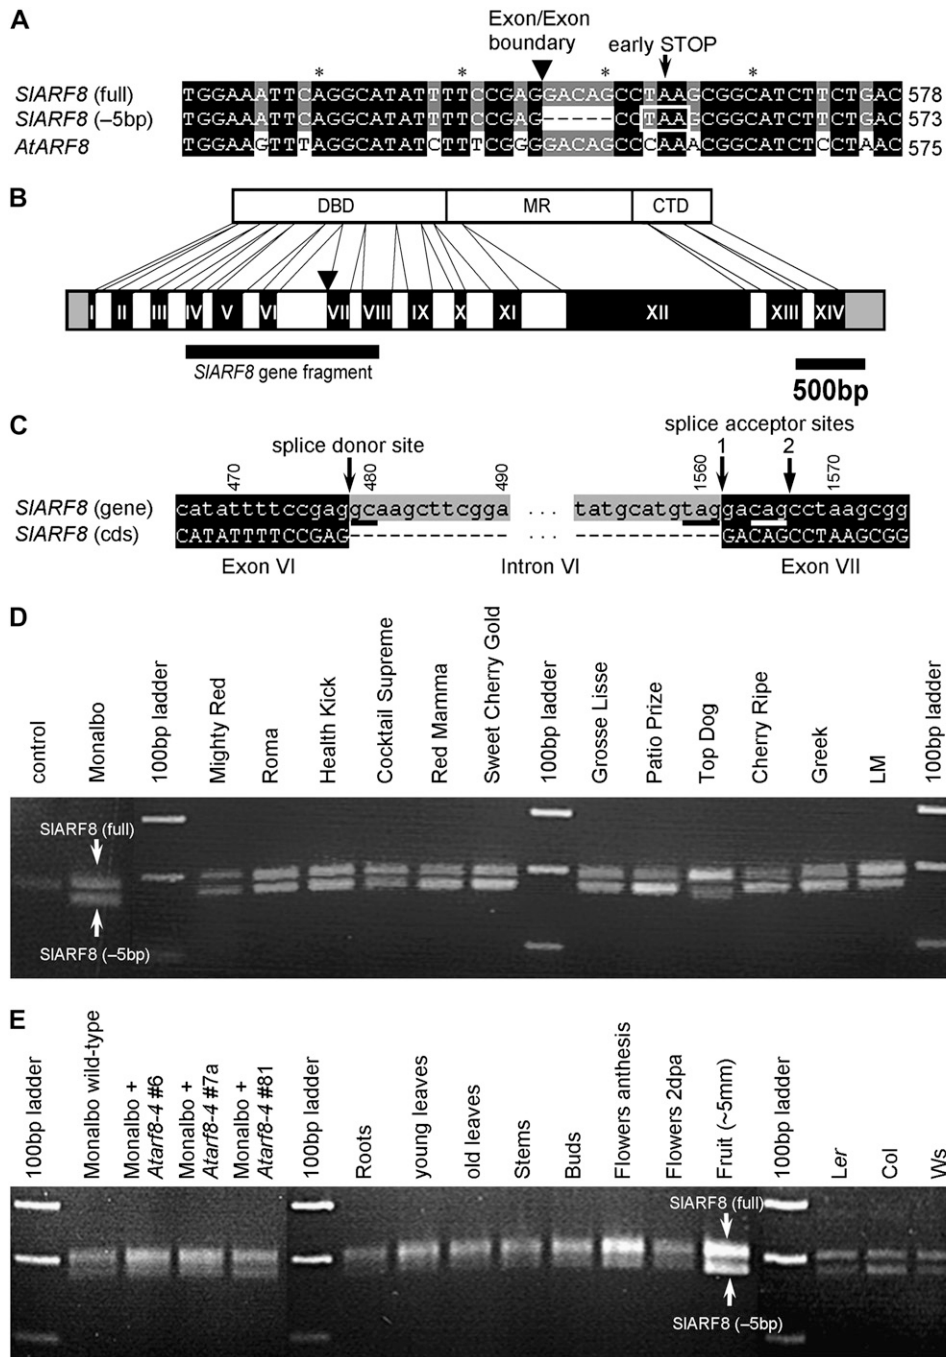 A
Exon/Exon
boundary
early STOP
* * * *
SlARF8 (full) TGGAAATTCAGGCATATTTTCCGAGGACAGCCTAAGCGGCATCTTCTGAC 578
SlARF8 (–5bp) TGGAAATTCAGGCATATTTTCCGAG-----CCTAAGCGGCATCTTCTGAC 573
AtARF8 TGGAAGTTTAGGCATATCTTTCGGGGACAGCCCAAACGGCATCTCCTAAC 575
B
DBD MR CTD
I II III IV V VI VII VIII IX X XI XII XIII XIV
SlARF8 gene fragment
500bp
C
splice acceptor sites
splice donor site 1 2
470 480 490 1560 1570
SlARF8 (gene) catattttccgaggcaagcttcgga ... tatgcatgtaggacagcctaagcgg
SlARF8 (cds) CATATTTTCCGAG------------ ... -----------GACAGCCTAAGCGG
Exon VI Intron VI Exon VII
D
control
Monalbo
100bp ladder
Mighty Red
Roma
Health Kick
Cocktail Supreme
Red Mamma
Sweet Cherry Gold
100bp ladder
Grosse Lisse
Patio Prize
Top Dog
Cherry Ripe
Greek
LM
100bp ladder
SlARF8 (full)
SlARF8 (–5bp)
E
100bp ladder
Monalbo wild-type
Monalbo +
Atarf8-4 #6
Monalbo +
Atarf8-4 #7a
Monalbo +
Atarf8-4 #81
100bp ladder
Roots
young leaves
old leaves
Stems
Buds
Flowers anthesis
Flowers 2dpa
Fruit (~5mm)
100bp ladder
Ler
Col
Ws
SlARF8 (full)
SlARF8 (–5bp)